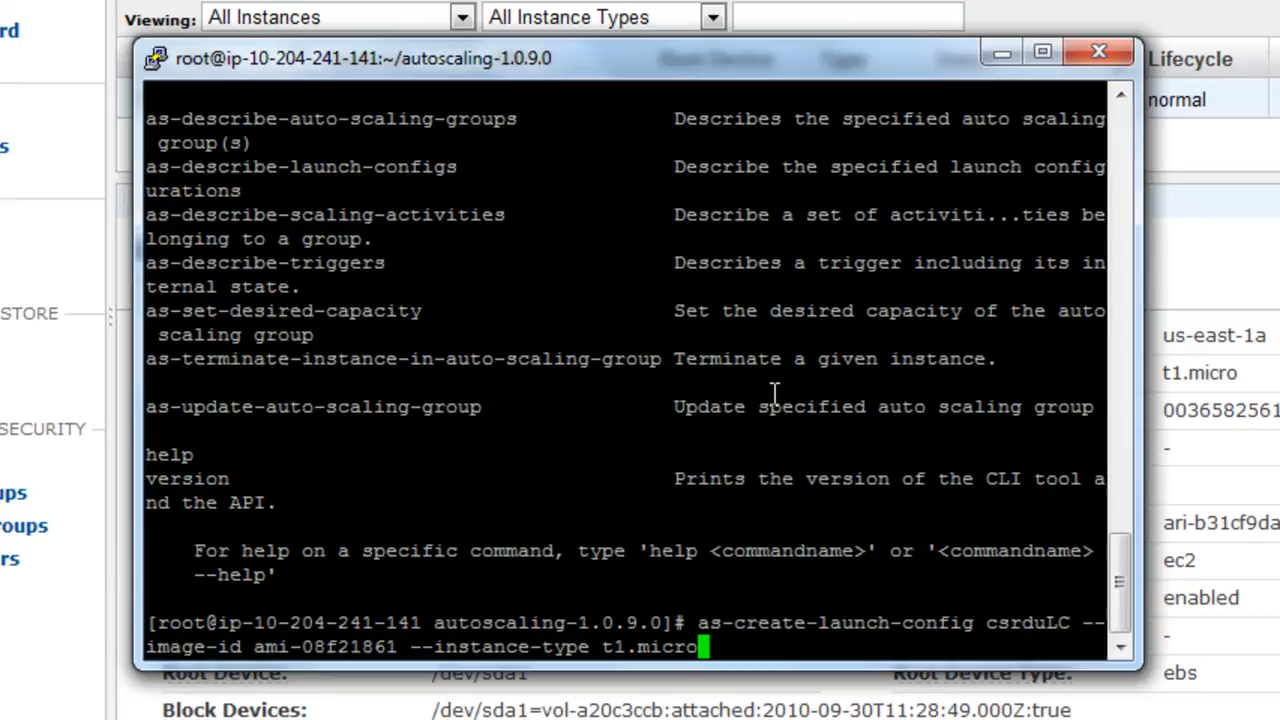 rd
Viewing: All Instances All Instance Types
root@ip-10-204-241-141:~/autoscaling-1.0.9.0
Lifecycle
normal
s
as-describe-auto-scaling-groups Describes the specified auto scaling
group(s)
as-describe-launch-configs Describe the specified launch config
urations
as-describe-scaling-activities Describe a set of activiti...ties be
longing to a group.
as-describe-triggers Describes a trigger including its in
ternal state.
as-set-desired-capacity Set the desired capacity of the auto
scaling group
as-terminate-instance-in-auto-scaling-group Terminate a given instance.
as-update-auto-scaling-group Update specified auto scaling group
help
version Prints the version of the CLI tool a
nd the API.
For help on a specific command, type 'help <commandname>' or '<commandname>
--help'
[root@ip-10-204-241-141 autoscaling-1.0.9.0]# as-create-launch-config csrduLC --
image-id ami-08f21861 --instance-type t1.micro
STORE
SECURITY
ups
roups
rs
us-east-1a
t1.micro
0036582561
-
ari-b31cf9da
ec2
enabled
-
Root Device: /dev/sda1 Root Device Type: ebs
Block Devices: /dev/sda1=vol-a20c3ccb:attached:2010-09-30T11:28:49.000Z:true